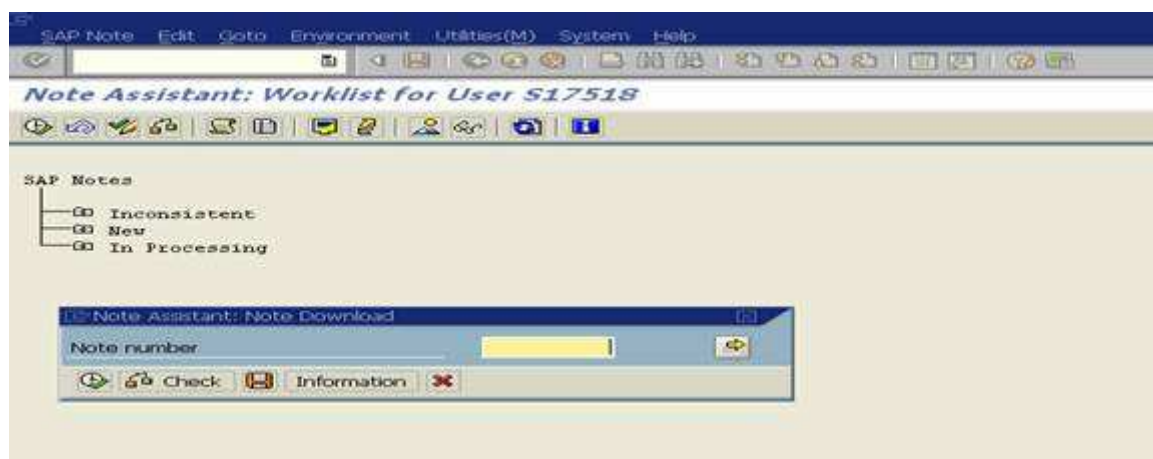 SAP Note Edit Goto Environment Utilities(M) System Help
Note Assistant: Worklist for User S17518
SAP Notes
Inconsistent
New
In Processing
Note Assistant: Note Download
Note number
Check Information